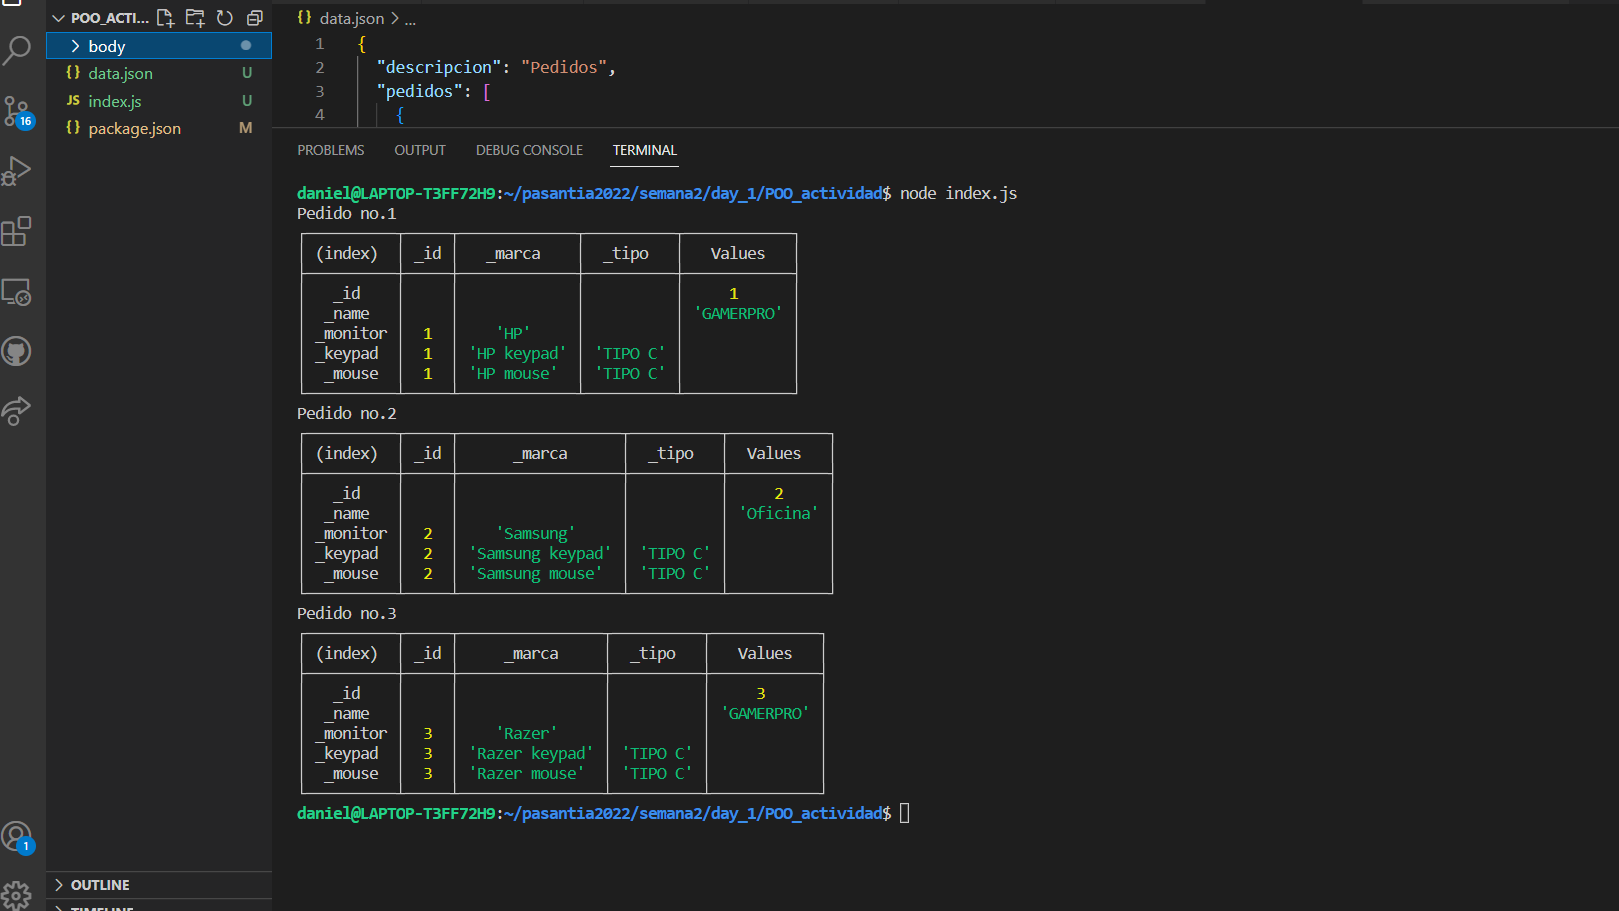 POO_ACTI...
body
data.json U
JS index.js U
package.json M
16
1
OUTLINE
{} data.json > ...
1 {
2 "descripcion": "Pedidos",
3 "pedidos": [
4 {
PROBLEMS OUTPUT DEBUG CONSOLE TERMINAL
daniel@LAPTOP-T3FF72H9:~/pasantia2022/semana2/day_1/POO_actividad$ node index.js
Pedido no.1
(index) _id _marca _tipo Values
_id 1
_name 'GAMERPRO'
_monitor 1 'HP'
_keypad 1 'HP keypad' 'TIPO C'
_mouse 1 'HP mouse' 'TIPO C'
Pedido no.2
(index) _id _marca _tipo Values
_id 2
_name 'Oficina'
_monitor 2 'Samsung'
_keypad 2 'Samsung keypad' 'TIPO C'
_mouse 2 'Samsung mouse' 'TIPO C'
Pedido no.3
(index) _id _marca _tipo Values
_id 3
_name 'GAMERPRO'
_monitor 3 'Razer'
_keypad 3 'Razer keypad' 'TIPO C'
_mouse 3 'Razer mouse' 'TIPO C'
daniel@LAPTOP-T3FF72H9:~/pasantia2022/semana2/day_1/POO_actividad$